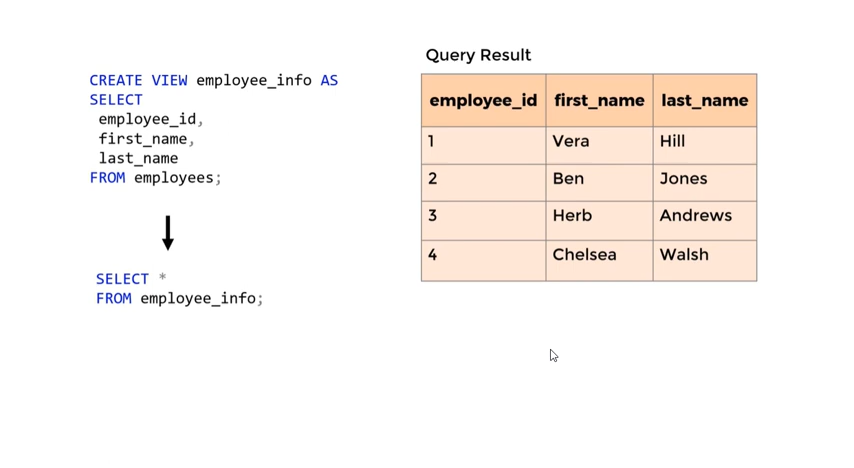 CREATE VIEW employee_info AS
SELECT
employee_id,
first_name,
last_name
FROM employees;
SELECT *
FROM employee_info;
Query Result
employee_id first_name last_name
1 Vera Hill
2 Ben Jones
3 Herb Andrews
4 Chelsea Walsh